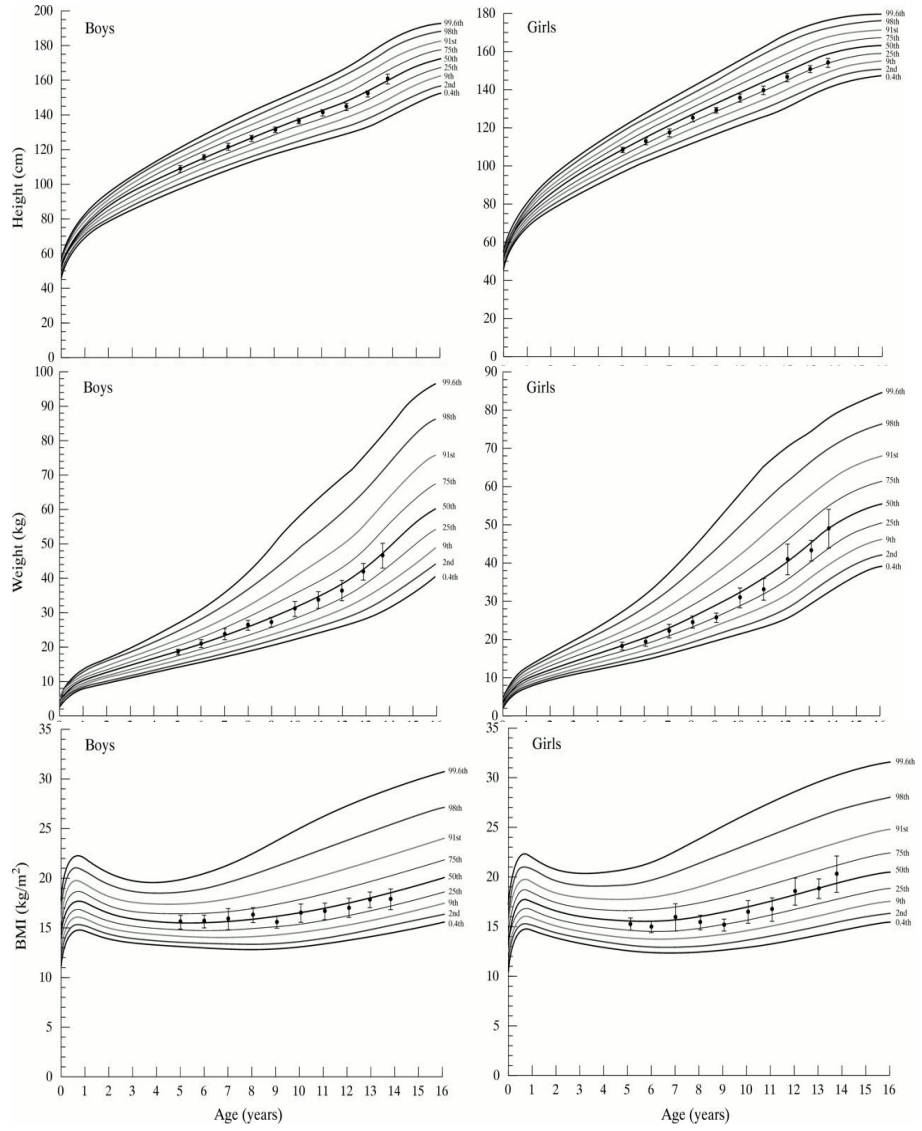 Boys
Height (cm)
200
180
160
140
120
100
80
60
40
20
0
99.6th
98th
91st
75th
50th
25th
9th
2nd
0.4th
Girls
180
160
140
120
100
80
60
40
20
0
99.6th
98th
91st
75th
50th
25th
9th
2nd
0.4th
Boys
Weight (kg)
100
90
80
70
60
50
40
30
20
10
0
99.6th
98th
91st
75th
50th
25th
9th
2nd
0.4th
Girls
90
80
70
60
50
40
30
20
10
0
99.6th
98th
91st
75th
50th
25th
9th
2nd
0.4th
Boys
BMI (kg/m²)
35
30
25
20
15
10
5
0
99.6th
98th
91st
75th
50th
25th
9th
2nd
0.4th
0 1 2 3 4 5 6 7 8 9 10 11 12 13 14 15 16
Age (years)
Girls
35
30
25
20
15
10
5
0
99.6th
98th
91st
75th
50th
25th
9th
2nd
0.4th
0 1 2 3 4 5 6 7 8 9 10 11 12 13 14 15 16
Age (years)